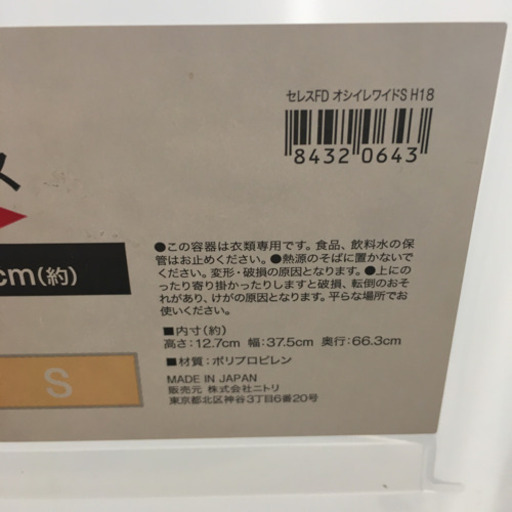 セレスFD オシイレワイドS H18
8432 0643
ス
cm(約)
●この容器は衣類専用です。食品、飲料水の保
管はお止めください。●熱源のそばに置かないで
ください。変形・破損の原因となります。●上にの
ったり寄り掛かったりしますと破損、転倒のおそ
れがあり、けがの原因となります。平らな場所でお
使いください。
■内寸(約)
高さ:12.7cm 幅:37.5cm 奥行:66.3cm
■材質:ポリプロピレン
S
MADE IN JAPAN
販売元 株式会社ニトリ
東京都北区神谷3丁目6番20号